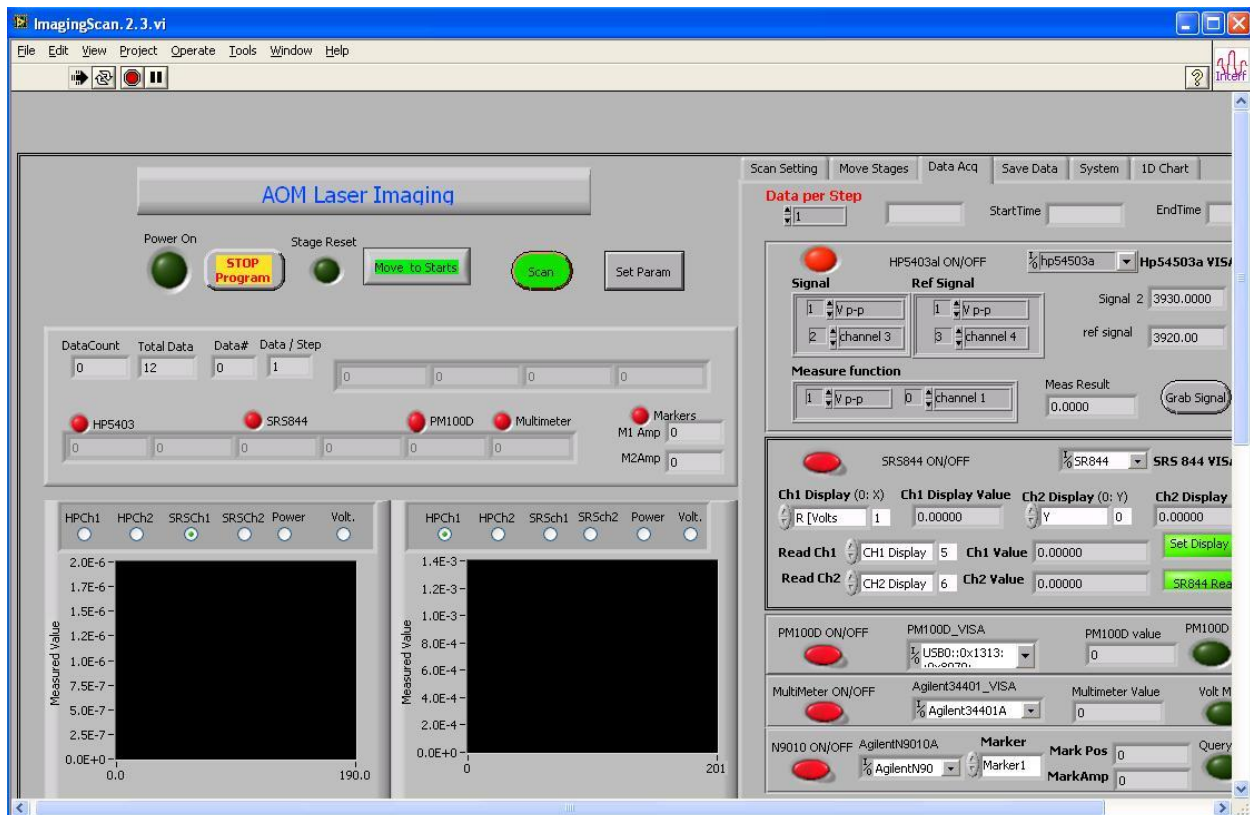 ImagingScan.2.3.vi
File Edit View Project Operate Tools Window Help
Interf
AOM Laser Imaging
Power On
STOP
Program
Stage Reset
Move to Starts
Scan
Set Param
DataCount Total Data Data# Data / Step
0 12 0 1
0 0 0 0
HP5403 SRS844 PM100D Multimeter Markers
0 0 0 0 0 0
M1 Amp 0
M2Amp 0
HPCh1 HPCh2 SRSCh1 SRSCh2 Power Volt.
Measured Value
2.0E-6
1.7E-6
1.5E-6
1.2E-6
1.0E-6
7.5E-7
5.0E-7
2.5E-7
0.0E+0
0.0 190.0
HPCh1 HPCh2 SRSch1 SRSch2 Power Volt.
Measured Value
1.4E-3
1.2E-3
1.0E-3
8.0E-4
6.0E-4
4.0E-4
2.0E-4
0.0E+0
0 201
Scan Setting Move Stages Data Acq Save Data System 1D Chart
Data per Step
1
StartTime EndTime
HP5403al ON/OFF hp54503a Hp54503a VISA
Signal Ref Signal
1 V p-p 1 V p-p
2 channel 3 3 channel 4
Signal 2 3930.0000
ref signal 3920.00
Measure function
1 V p-p 0 channel 1
Meas Result
0.0000
Grab Signal
SRS844 ON/OFF SR844 SRS 844 VISA
Ch1 Display (0: X) Ch1 Display Value Ch2 Display (0: Y) Ch2 Display
R [Volts 1 0.00000 Y 0 0.00000
Read Ch1 CH1 Display 5 Ch1 Value 0.00000 Set Display
Read Ch2 CH2 Display 6 Ch2 Value 0.00000 SR844 Rea
PM100D ON/OFF PM100D_VISA PM100D value PM100D
USB0::0x1313: 0
MultiMeter ON/OFF Agilent34401_VISA Multimeter Value Volt M
Agilent34401A 0
N9010 ON/OFF AgilentN9010A Marker Mark Pos 0 Query
AgilentN90 Marker1 MarkAmp 0